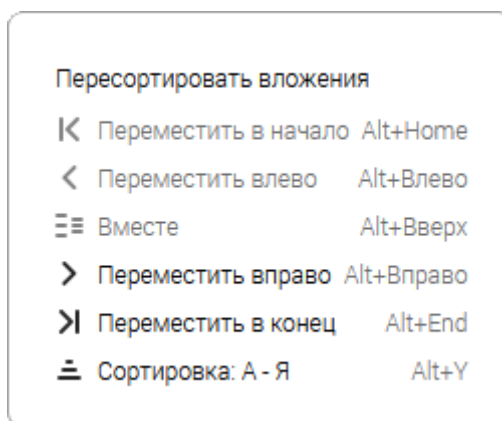 Пересортировать вложения
Переместить в начало Alt+Home
Переместить влево Alt+Влево
Вместе Alt+Вверх
Переместить вправо Alt+Вправо
Переместить в конец Alt+End
Сортировка: А - Я Alt+Y